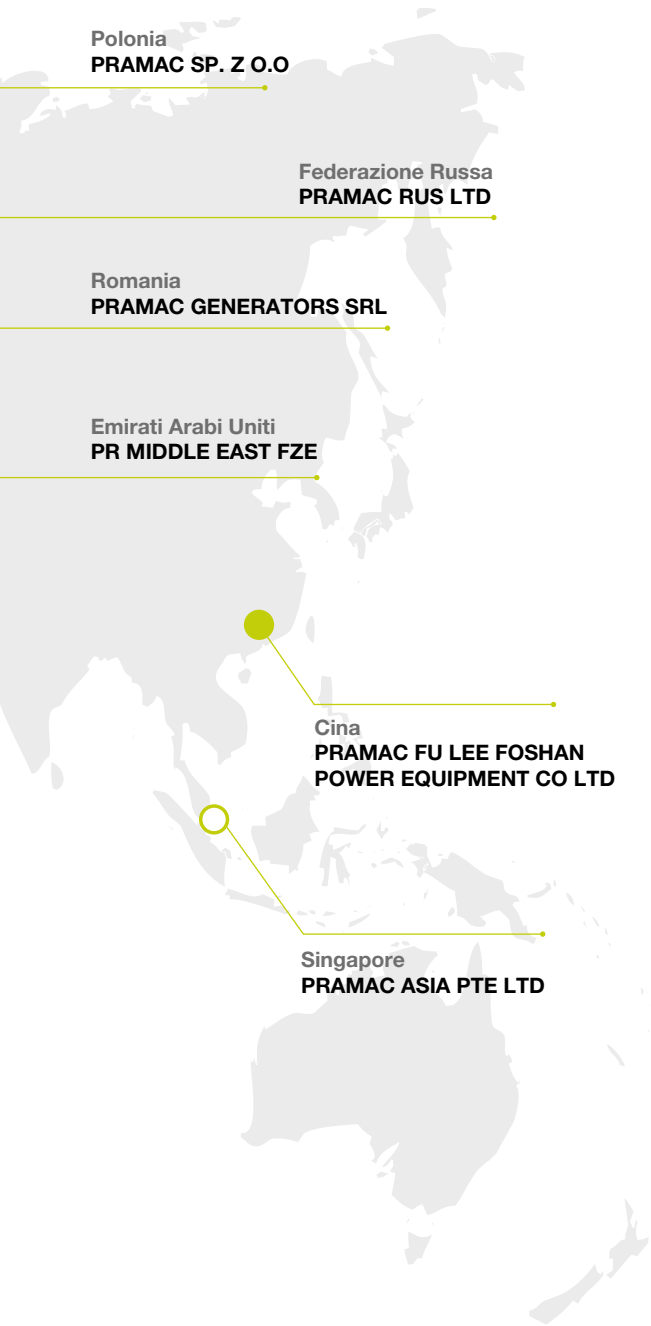 Polonia
PRAMAC SP. Z O.O
Federazione Russa
PRAMAC RUS LTD
Romania
PRAMAC GENERATORS SRL
Emirati Arabi Uniti
PR MIDDLE EAST FZE
Cina
PRAMAC FU LEE FOSHAN
POWER EQUIPMENT CO LTD
Singapore
PRAMAC ASIA PTE LTD